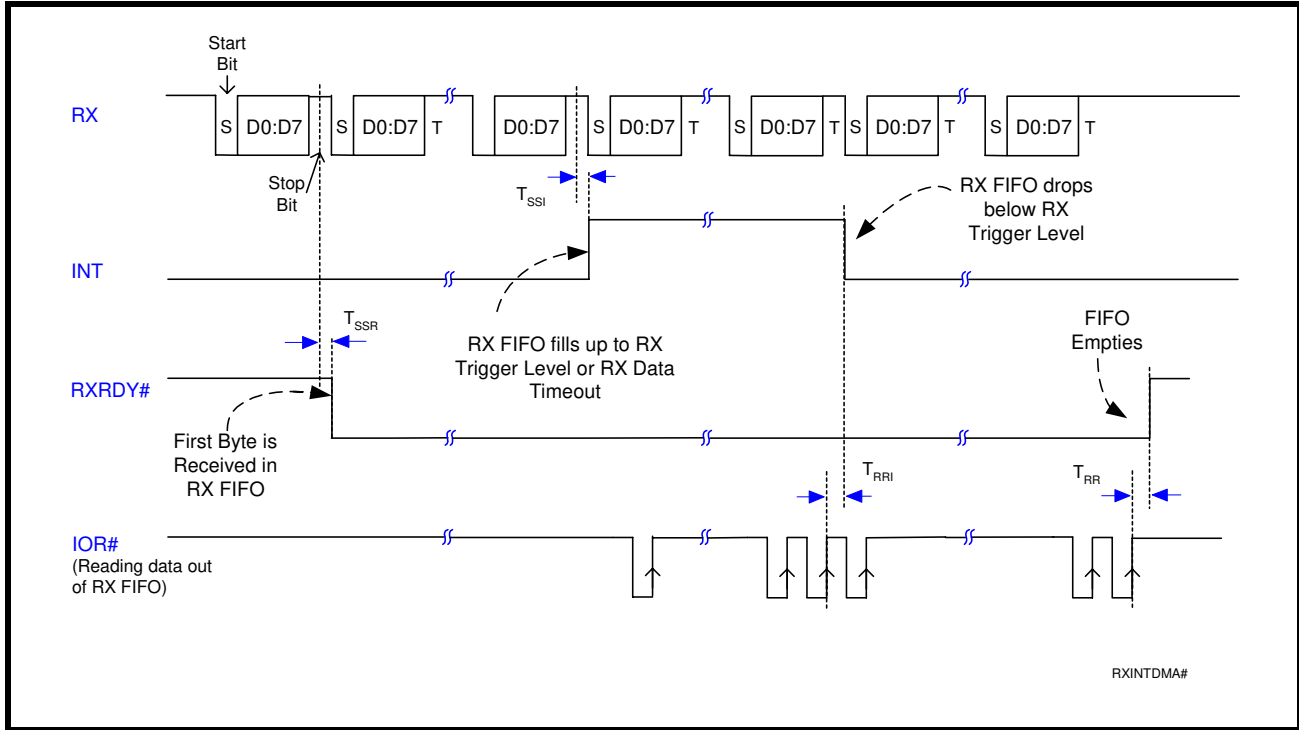 Start
Bit
RX
S D0:D7 S D0:D7 T D0:D7 S D0:D7 T S D0:D7 T S D0:D7 T S D0:D7 T
Stop
Bit
TSSI
RX FIFO drops
below RX
Trigger Level
INT
TSSR
RX FIFO fills up to RX
Trigger Level or RX Data
Timeout
FIFO
Empties
RXRDY#
First Byte is
Received in
RX FIFO
TRRI
TRR
IOR#
(Reading data out
of RX FIFO)
RXINTDMA#